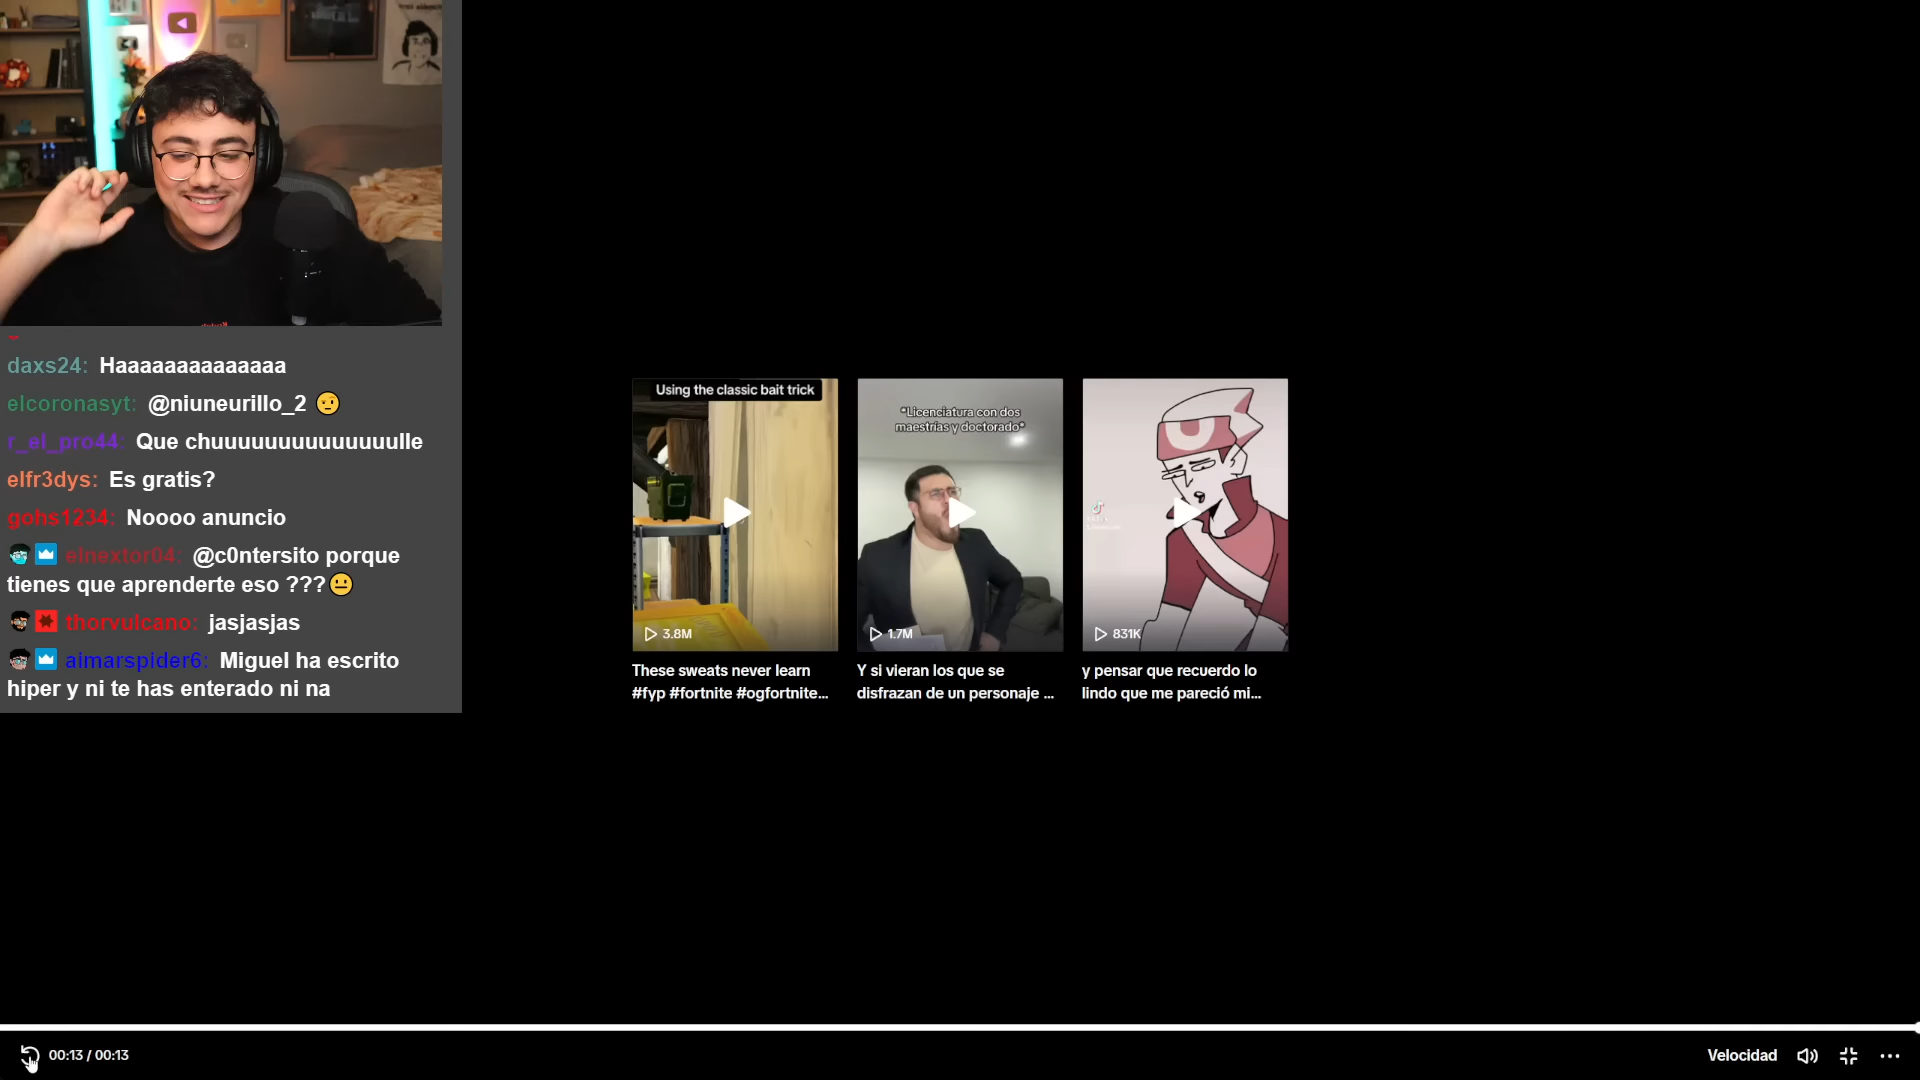 daxs24: Haaaaaaaaaaaaaa
elcoronasyt: @niuneurillo_2
r_el_pro44: Que chuuuuuuuuuuuuuulle
elfr3dys: Es gratis?
gohs1234: Noooo anuncio
elnextor04: @c0ntersito porque
tienes que aprenderte eso ???
thorvulcano: jasjasjas
aimarspider6: Miguel ha escrito
hiper y ni te has enterado ni na
Using the classic bait trick
3.8M
These sweats never learn
#fyp #fortnite #ogfortnite...
*Licenciatura con dos
maestrías y doctorado*
1.7M
Y si vieran los que se
disfrazan de un personaje ...
831K
y pensar que recuerdo lo
lindo que me pareció mi...
00:13 / 00:13
Velocidad